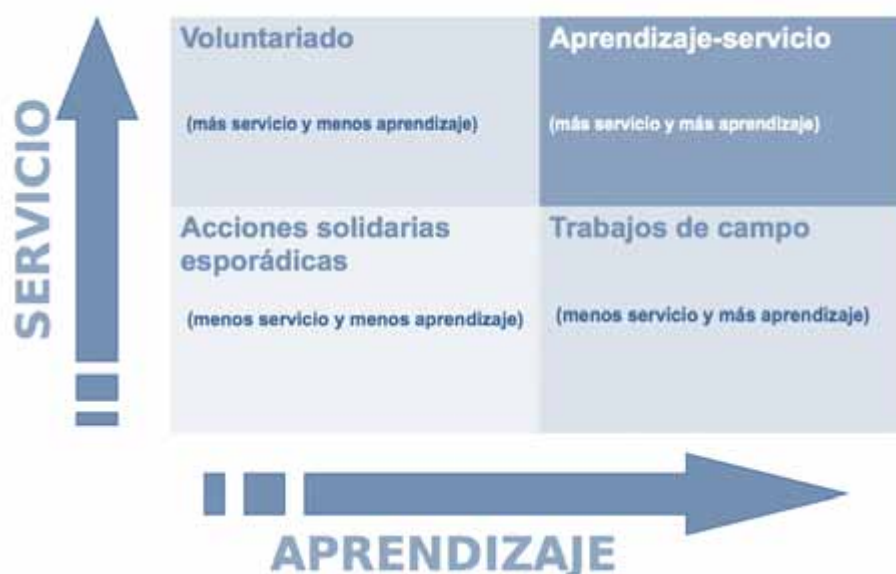 SERVICIO
Voluntariado
(más servicio y menos aprendizaje)
Aprendizaje-servicio
(más servicio y más aprendizaje)
Acciones solidarias
esporádicas
(menos servicio y menos aprendizaje)
Trabajos de campo
(menos servicio y más aprendizaje)
APRENDIZAJE